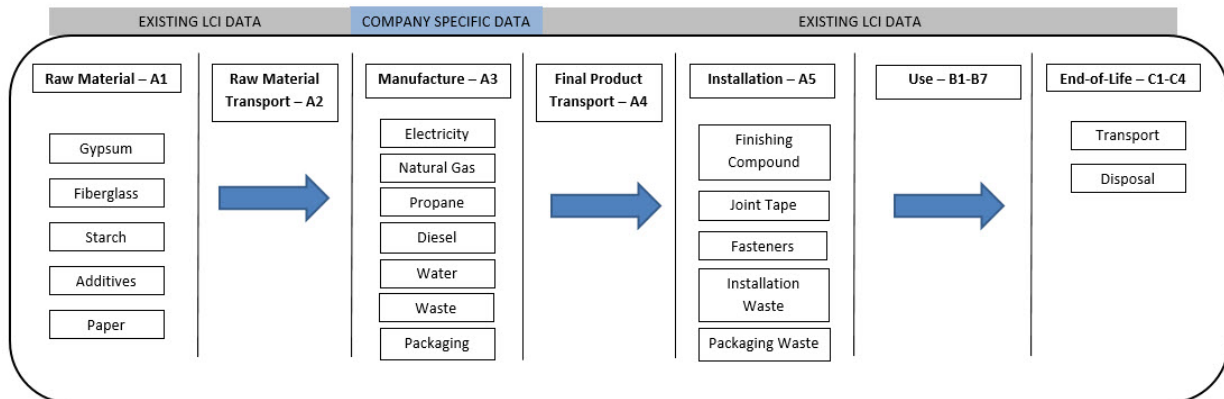 EXISTING LCI DATA
COMPANY SPECIFIC DATA
EXISTING LCI DATA
Raw Material – A1
Gypsum
Fiberglass
Starch
Additives
Paper
Raw Material
Transport – A2
Manufacture – A3
Electricity
Natural Gas
Propane
Diesel
Water
Waste
Packaging
Final Product
Transport – A4
Installation – A5
Finishing
Compound
Joint Tape
Fasteners
Installation
Waste
Packaging Waste
Use – B1-B7
End-of-Life – C1-C4
Transport
Disposal